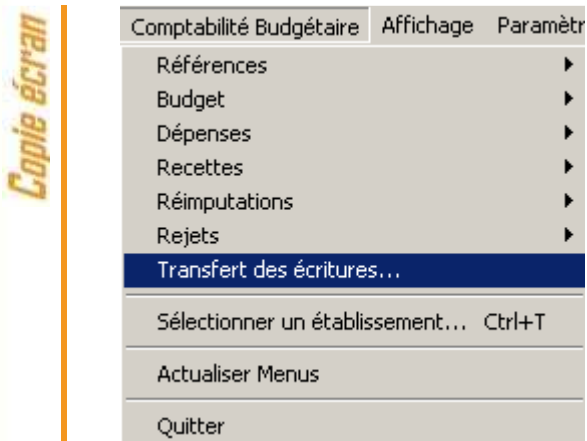 Copie écran
Comptabilité Budgétaire Affichage Paramètr
Références
Budget
Dépenses
Recettes
Réimputations
Rejets
Transfert des écritures...
Sélectionner un établissement... Ctrl+T
Actualiser Menus
Quitter